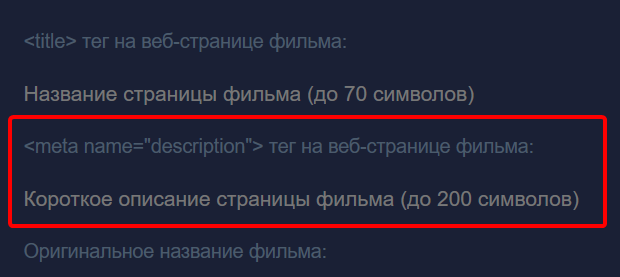 <title> тег на веб-странице фильма:
Название страницы фильма (до 70 символов)
<meta name="description"> тег на веб-странице фильма:
Короткое описание страницы фильма (до 200 символов)
Оригинальное название фильма: